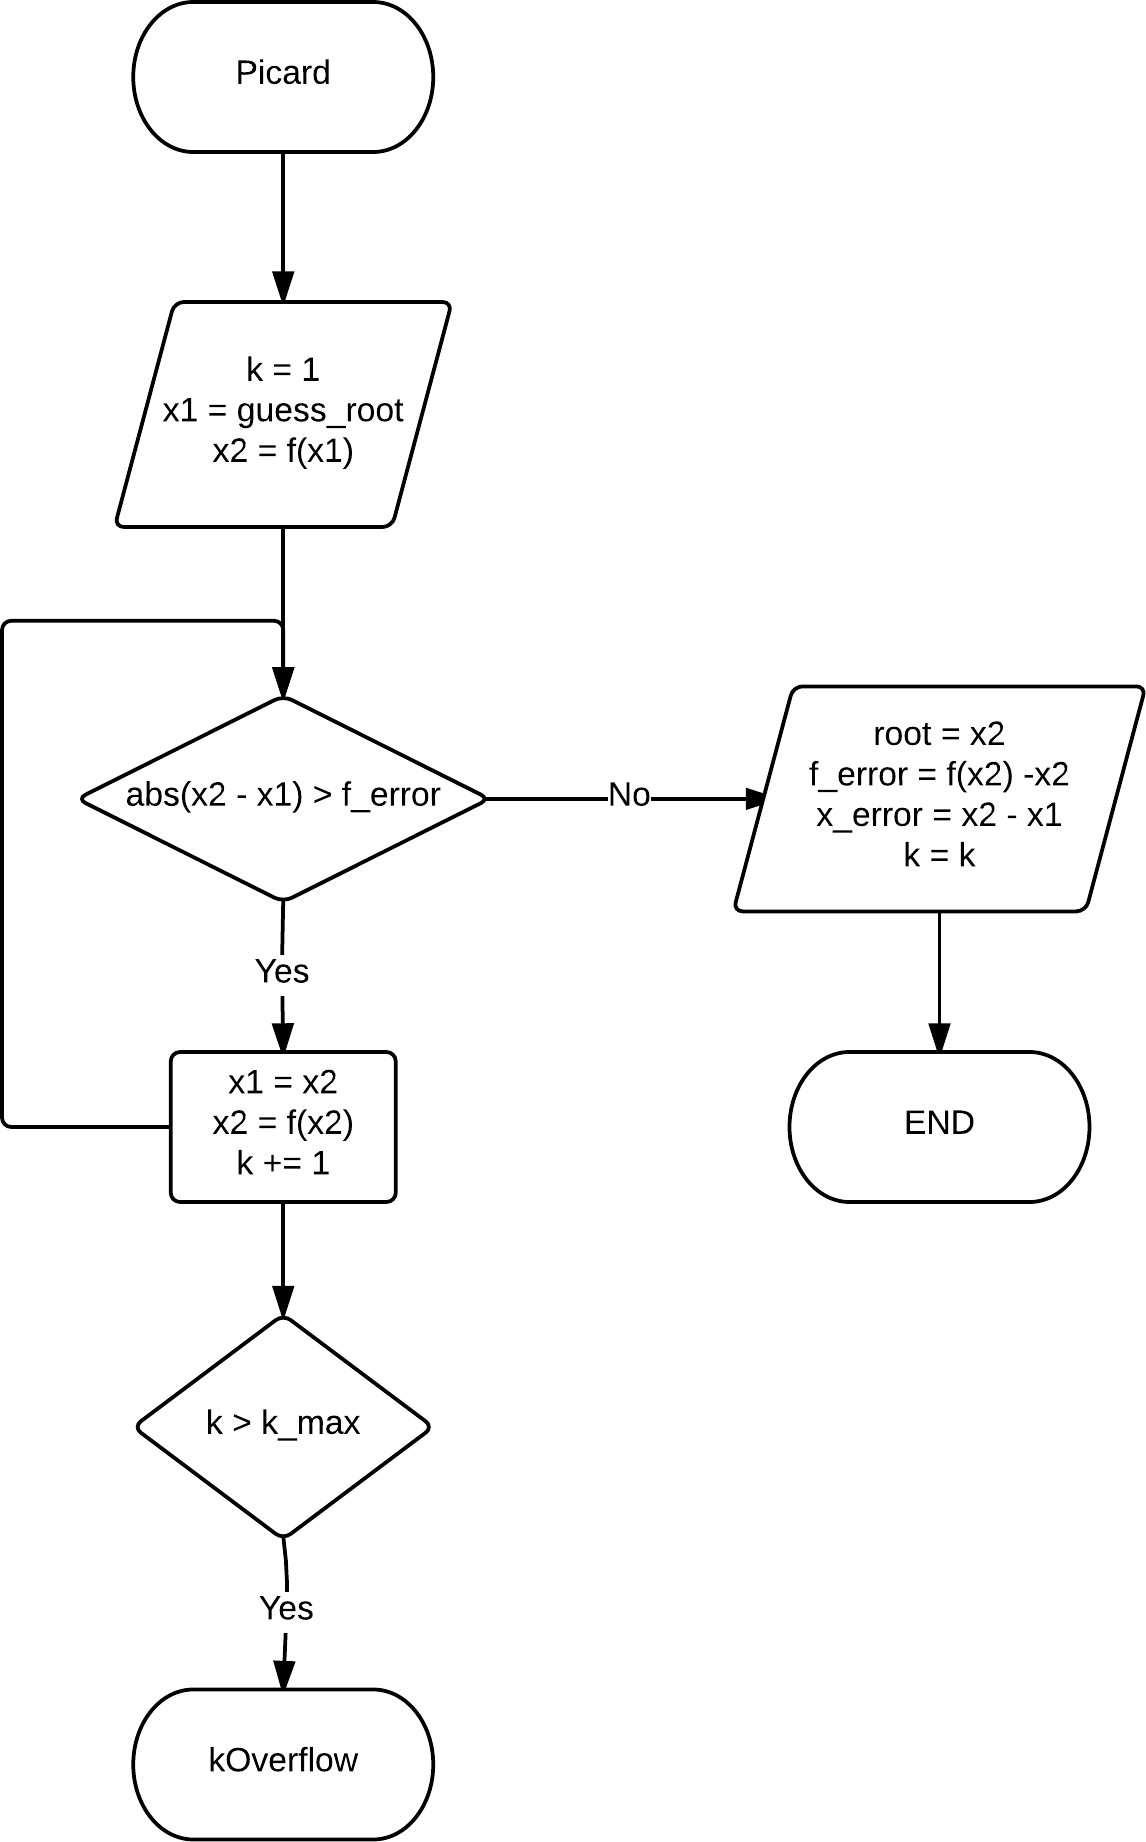 Picard
k = 1
x1 = guess_root
x2 = f(x1)
abs(x2 - x1) > f_error
No
root = x2
f_error = f(x2) -x2
x_error = x2 - x1
k = k
Yes
x1 = x2
x2 = f(x2)
k += 1
END
k > k_max
Yes
kOverflow